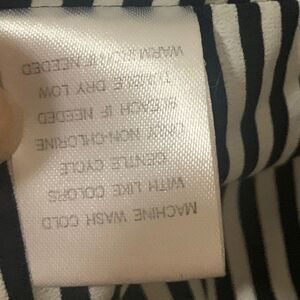 MACHINE WASH COLD
WITH LIKE COLORS
GENTLE CYCLE
ONLY NON-CHLORINE
BLEACH IF NEEDED
TUMBLE DRY LOW
WARM IRON IF NEEDED